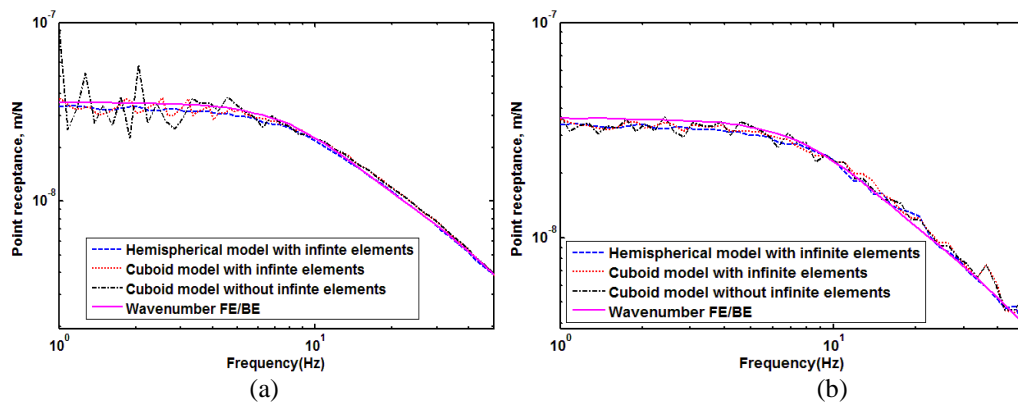 10^-7
10^-8
10^0
10^1
Point receptance, m/N
Frequency(Hz)
Hemispherical model with infinite elements
Cuboid model with infinite elements
Cuboid model without infinite elements
Wavenumber FE/BE
(a)
10^-7
10^-8
10^0
10^1
Point receptance, m/N
Frequency(Hz)
Hemispherical model with infinite elements
Cuboid model with infinite elements
Cuboid model without infinite elements
Wavenumber FE/BE
(b)